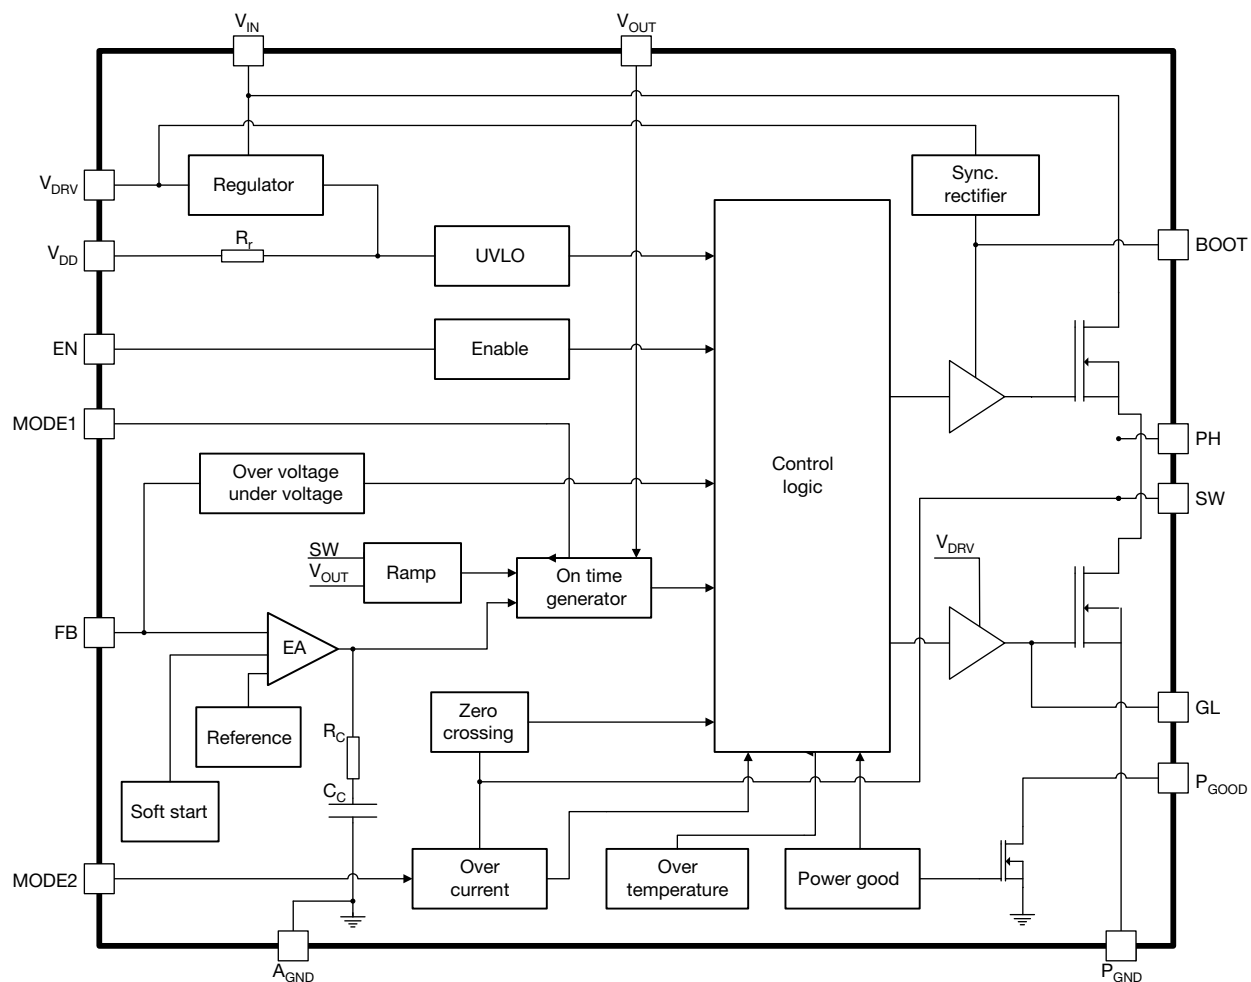 VIN
VOUT
VDRV
Regulator
Sync.
rectifier
VDD
Rr
UVLO
BOOT
EN
Enable
MODE1
PH
Over voltage
under voltage
Control
logic
SW
SW
VOUT
Ramp
On time
generator
VDRV
FB
EA
Reference
RC
Zero
crossing
GL
Soft start
CC
PGOOD
MODE2
Over
current
Over
temperature
Power good
AGND
PGND